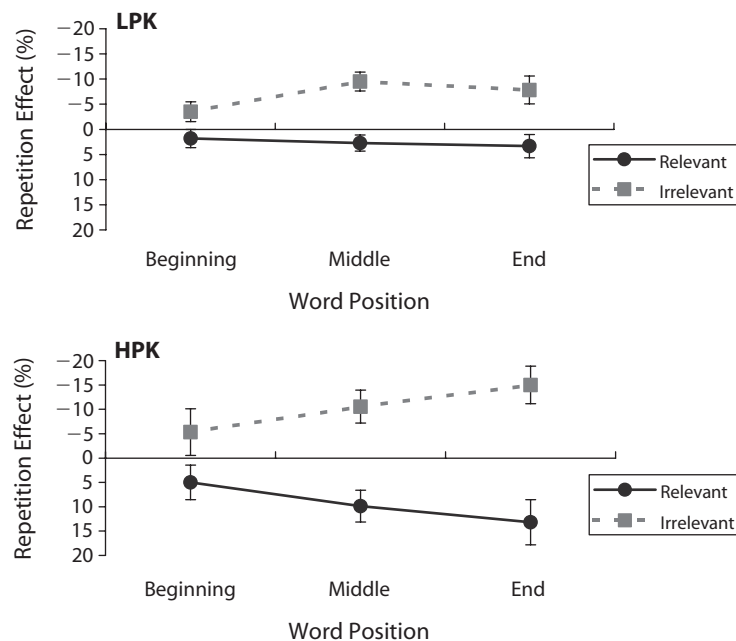 LPK
Repetition Effect (%)
−20
−15
−10
−5
0
5
10
15
20
Beginning
Middle
End
Word Position
Relevant
Irrelevant
HPK
Repetition Effect (%)
−20
−15
−10
−5
0
5
10
15
20
Beginning
Middle
End
Word Position
Relevant
Irrelevant